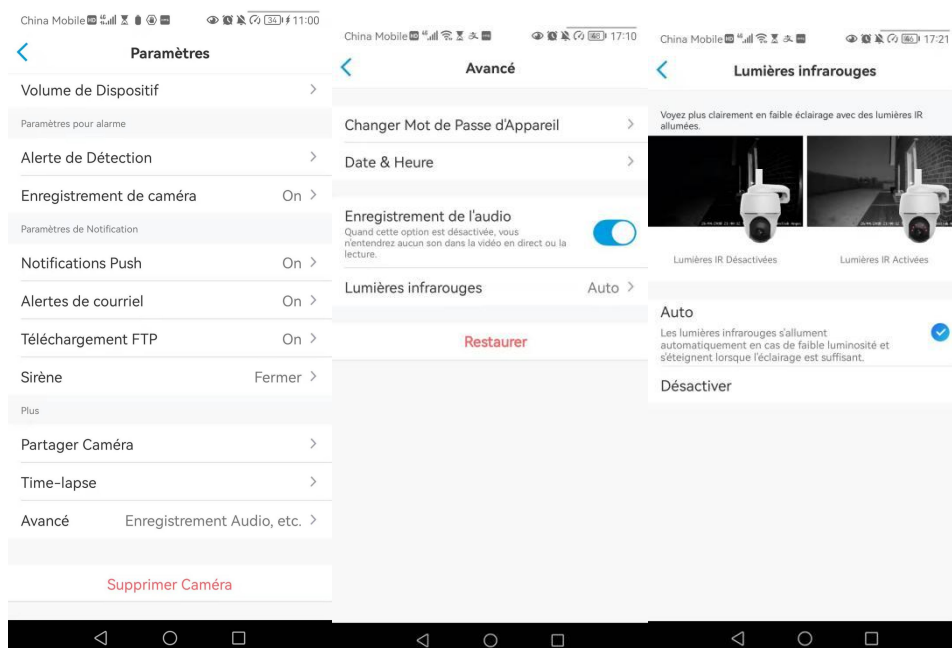 China Mobile HD 11:00
34
Paramètres
Volume de Dispositif
Paramètres pour alarme
Alerte de Détection
Enregistrement de caméra On
Paramètres de Notification
Notifications Push On
Alertes de courriel On
Téléchargement FTP On
Sirène Fermer
Plus
Partager Caméra
Time-lapse
Avancé Enregistrement Audio, etc.
Supprimer Caméra
China Mobile HD 17:10
Avancé
Changer Mot de Passe d'Appareil
Date & Heure
Enregistrement de l'audio
Quand cette option est désactivée, vous
n'entendrez aucun son dans la vidéo en direct ou la
lecture.
Lumières infrarouges Auto
Restaurer
China Mobile HD 17:21
Lumières infrarouges
Voyez plus clairement en faible éclairage avec des lumières IR
allumées.
Lumières IR Désactivées
Lumières IR Activées
Auto
Les lumières infrarouges s'allument
automatiquement en cas de faible luminosité et
s'éteignent lorsque l'éclairage est suffisant.
Désactiver